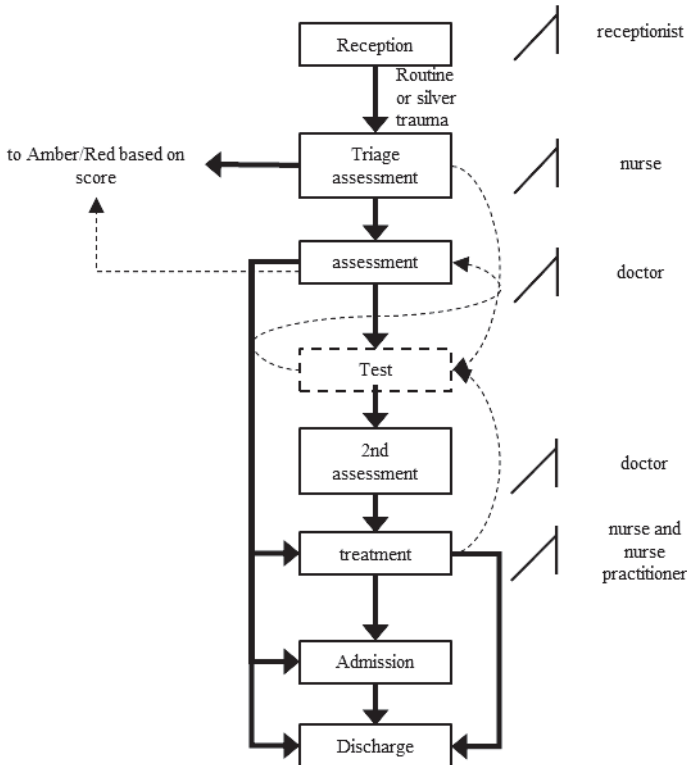 Reception
receptionist
Routine
or silver
trauma
to Amber/Red based on
score
Triage
assessment
nurse
assessment
doctor
Test
2nd
assessment
doctor
treatment
nurse and
nurse
practitioner
Admission
Discharge